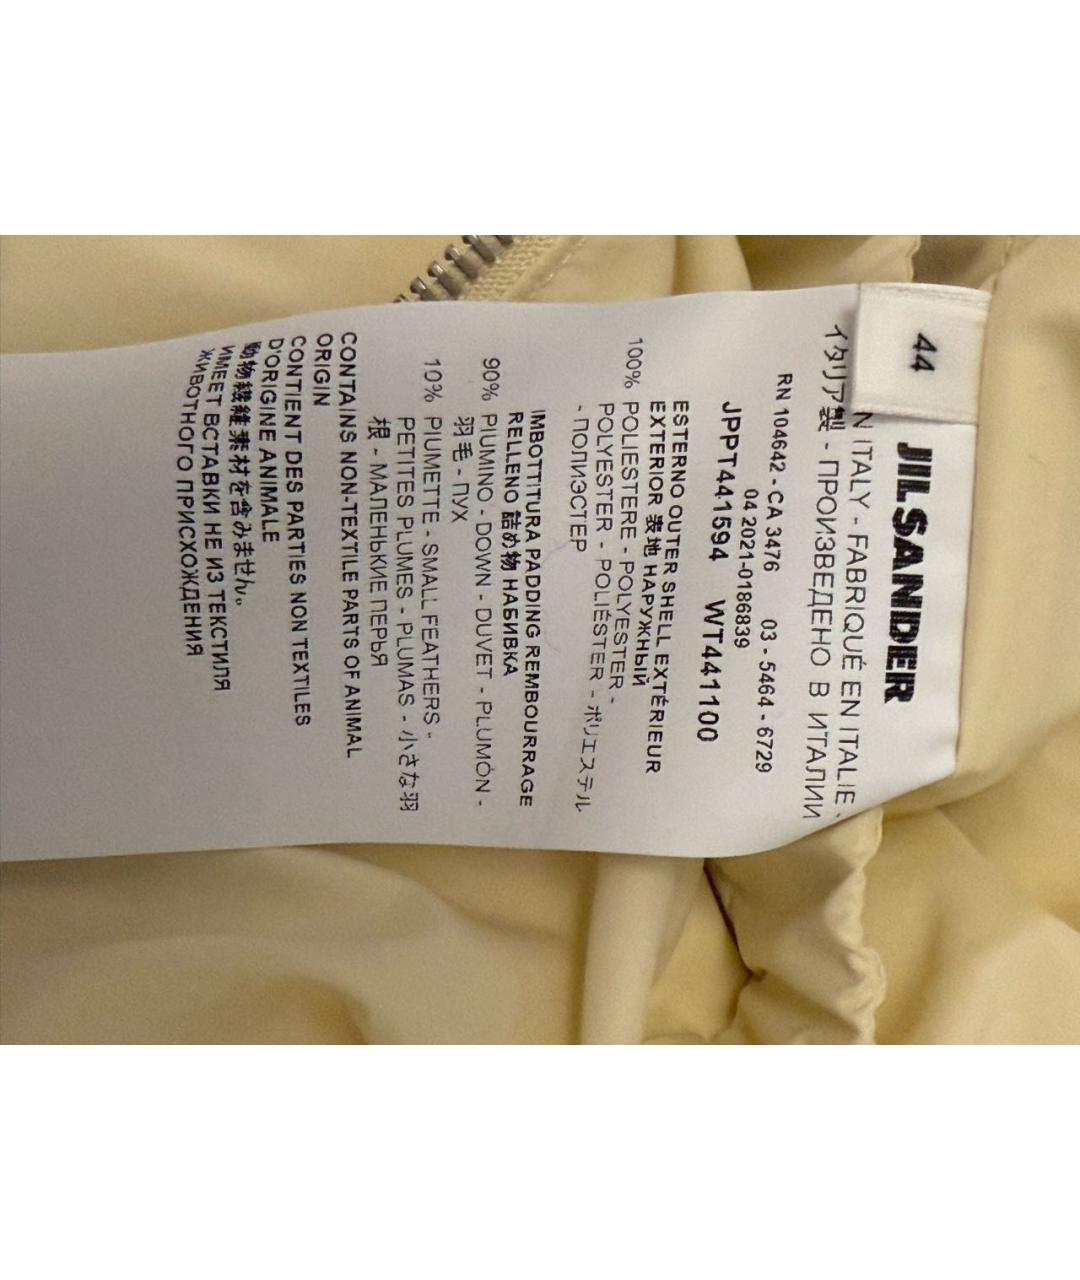 44
JIL SANDER
N ITALY - FABRIQUÉ EN ITALIE -
イタリア製 - ПРОИЗВЕДЕНО В ИТАЛИИ
RN 104642 - CA 3476 03 - 5464 - 6729
04 2021-0186839
JPPT441594 WT441100
ESTERNO OUTER SHELL EXTÉRIEUR
EXTERIOR 表地 НАРУЖНЫЙ
100% POLIESTERE - POLYESTER -
POLYESTER - POLIÉSTER - ポリエステル
- ПОЛИЭСТЕР
IMBOTTITURA PADDING REMBOURRAGE
RELLENO 詰め物 НАБИВКА
90% PIUMINO - DOWN - DUVET - PLUMÓN -
羽毛 - ПУХ
10% PIUMETTE - SMALL FEATHERS -
PETITES PLUMES - PLUMAS - 小さな羽
根 - МАЛЕНЬКИЕ ПЕРЬЯ
CONTAINS NON-TEXTILE PARTS OF ANIMAL
ORIGIN
CONTIENT DES PARTIES NON TEXTILES
D'ORIGINE ANIMALE
動物繊維素材を含みません。
ИМЕЕТ ВСТАВКИ НЕ ИЗ ТЕКСТИЛЯ
ЖИВОТНОГО ПРИСХОЖДЕНИЯ